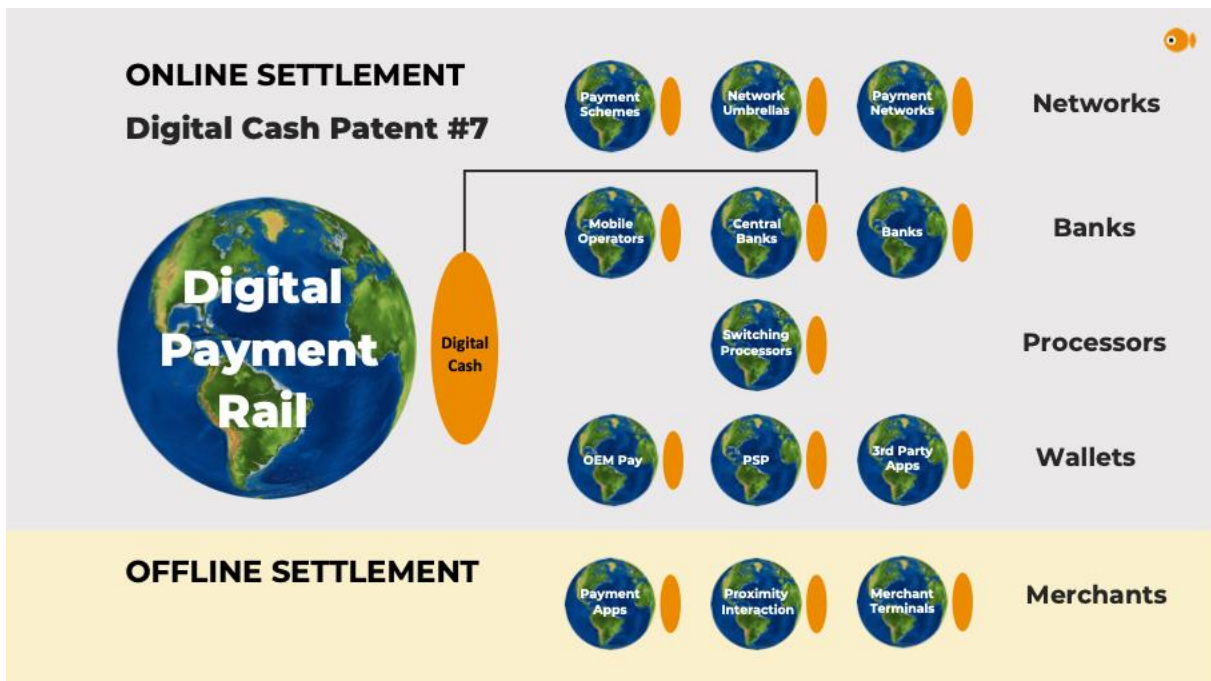 ONLINE SETTLEMENT
Digital Cash Patent #7
Digital
Payment
Rail
Digital
Cash
Payment
Schemes
Network
Umbrellas
Payment
Networks
Networks
Mobile
Operators
Central
Banks
Banks
Banks
Switching
Processors
Processors
OEM Pay
PSP
3rd Party
Apps
Wallets
OFFLINE SETTLEMENT
Payment
Apps
Proximity
Interaction
Merchant
Terminals
Merchants